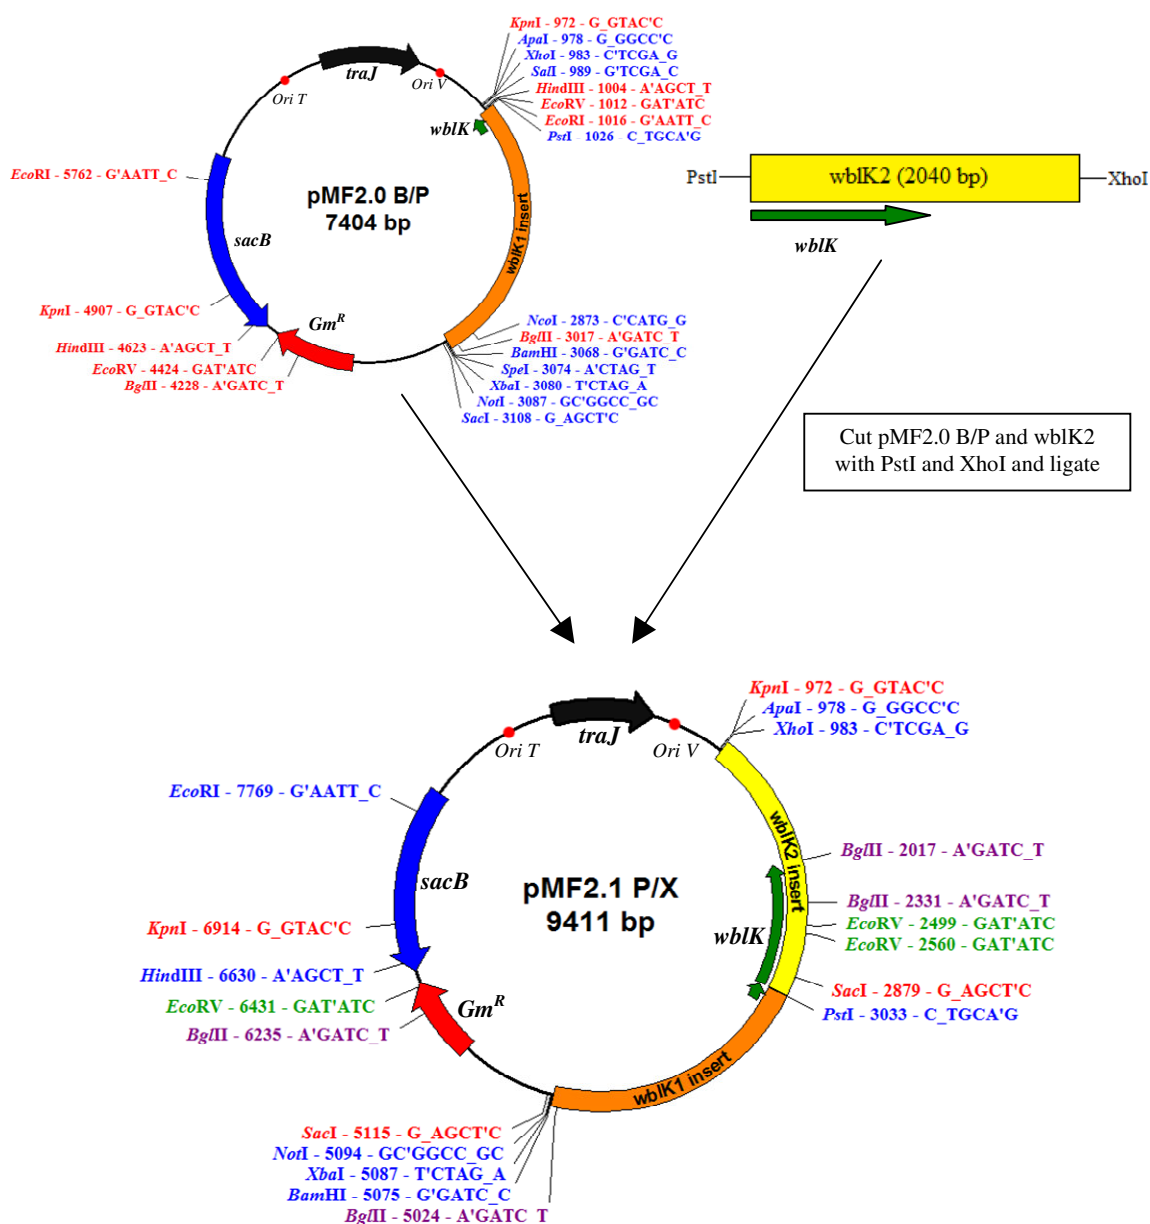 KpnI - 972 - G_GTAC'C
ApaI - 978 - G_GGCC'C
XhoI - 983 - C'TCGA_G
SalI - 989 - G'TCGA_C
HindIII - 1004 - A'AGCT_T
EcoRV - 1012 - GAT'ATC
EcoRI - 1016 - G'AATT_C
PstI - 1026 - C_TGCA'G
traJ
Ori V
Ori T
wblK
EcoRI - 5762 - G'AATT_C
pMF2.0 B/P
7404 bp
wblK1 insert
sacB
KpnI - 4907 - G_GTAC'C
HindIII - 4623 - A'AGCT_T
EcoRV - 4424 - GAT'ATC
BglII - 4228 - A'GATC_T
GmR
NcoI - 2873 - C'CATG_G
BglII - 3017 - A'GATC_T
BamHI - 3068 - G'GATC_C
SpeI - 3074 - A'CTAG_T
XbaI - 3080 - T'CTAG_A
NotI - 3087 - GC'GGCC_GC
SacI - 3108 - G_AGCT'C
PstI
wblK2 (2040 bp)
XhoI
wblK
Cut pMF2.0 B/P and wblK2
with PstI and XhoI and ligate
KpnI - 972 - G_GTAC'C
ApaI - 978 - G_GGCC'C
XhoI - 983 - C'TCGA_G
traJ
Ori T
Ori V
EcoRI - 7769 - G'AATT_C
wblK2 insert
BglII - 2017 - A'GATC_T
BglII - 2331 - A'GATC_T
EcoRV - 2499 - GAT'ATC
EcoRV - 2560 - GAT'ATC
SacI - 2879 - G_AGCT'C
PstI - 3033 - C_TGCA'G
sacB
pMF2.1 P/X
9411 bp
wblK
KpnI - 6914 - G_GTAC'C
HindIII - 6630 - A'AGCT_T
EcoRV - 6431 - GAT'ATC
BglII - 6235 - A'GATC_T
GmR
wblK1 insert
SacI - 5115 - G_AGCT'C
NotI - 5094 - GC'GGCC_GC
XbaI - 5087 - T'CTAG_A
BamHI - 5075 - G'GATC_C
BglII - 5024 - A'GATC_T